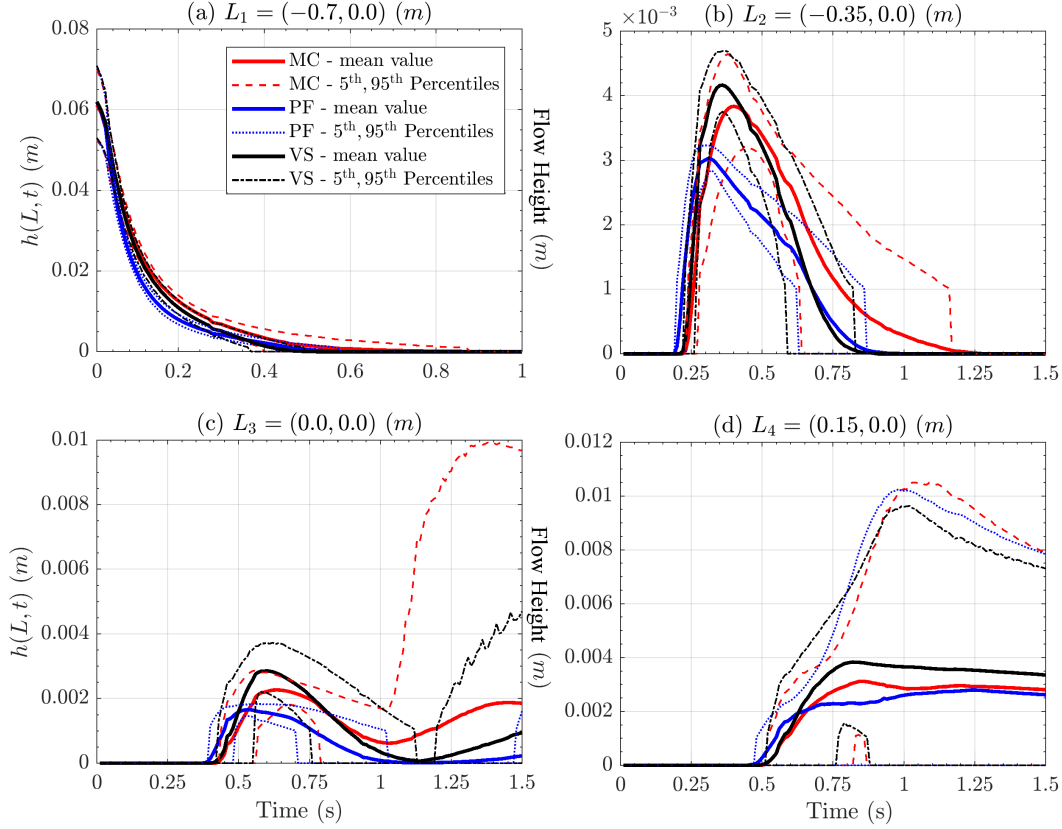 (a) L₁ = (−0.7, 0.0) (m)
h(L, t) (m)
0.08
0.06
0.04
0.02
0
0 0.2 0.4 0.6 0.8 1
MC - mean value
MC - 5th, 95th Percentiles
PF - mean value
PF - 5th, 95th Percentiles
VS - mean value
VS - 5th, 95th Percentiles
(b) L₂ = (−0.35, 0.0) (m)
×10⁻³
Flow Height (m)
5
4
3
2
1
0
0 0.25 0.5 0.75 1 1.25 1.5
(c) L₃ = (0.0, 0.0) (m)
h(L, t) (m)
0.01
0.008
0.006
0.004
0.002
0
0 0.25 0.5 0.75 1 1.25 1.5
Time (s)
(d) L₄ = (0.15, 0.0) (m)
Flow Height (m)
0.012
0.01
0.008
0.006
0.004
0.002
0
0 0.25 0.5 0.75 1 1.25 1.5
Time (s)